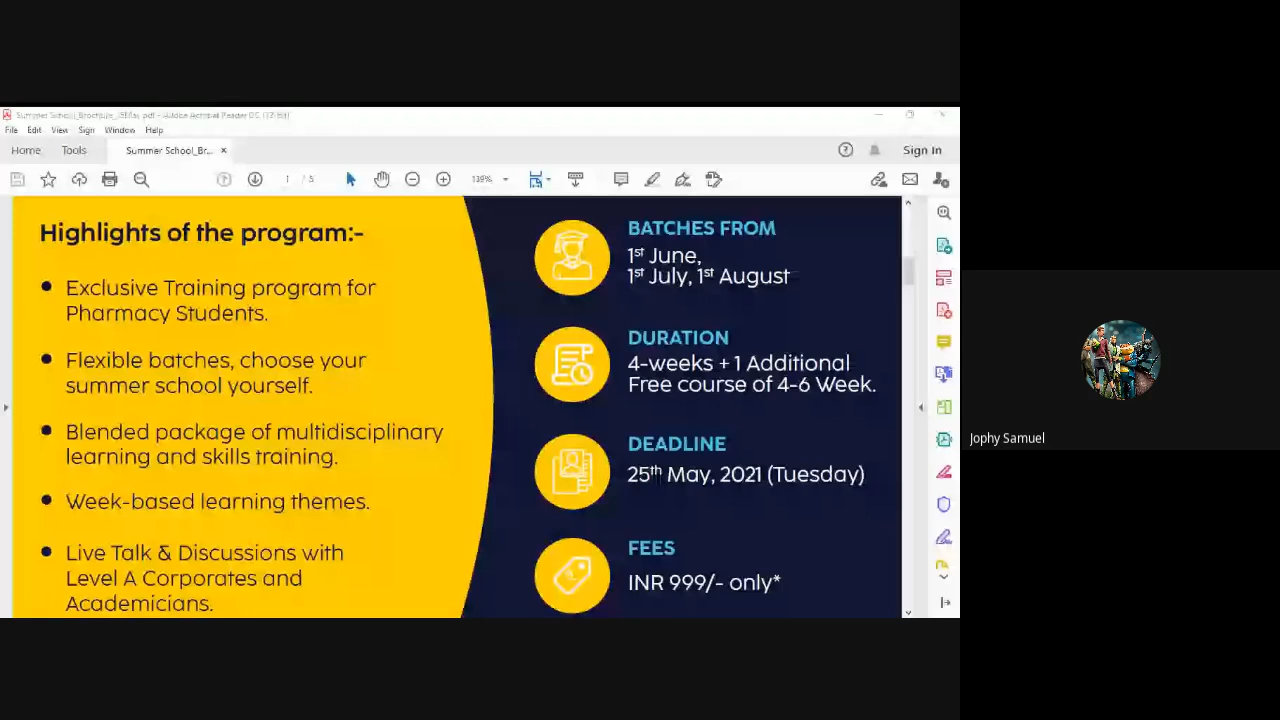 File Edit View Sign Window Help
Home Tools Summer School_Br... × Sign In
1 / 5 139%
Highlights of the program:-
• Exclusive Training program for
Pharmacy Students.
• Flexible batches, choose your
summer school yourself.
• Blended package of multidisciplinary
learning and skills training.
• Week-based learning themes.
• Live Talk & Discussions with
Level A Corporates and
Academicians.
BATCHES FROM
1st June,
1st July, 1st August
DURATION
4-weeks + 1 Additional
Free course of 4-6 Week.
DEADLINE
25th May, 2021 (Tuesday)
FEES
INR 999/- only*
Jophy Samuel